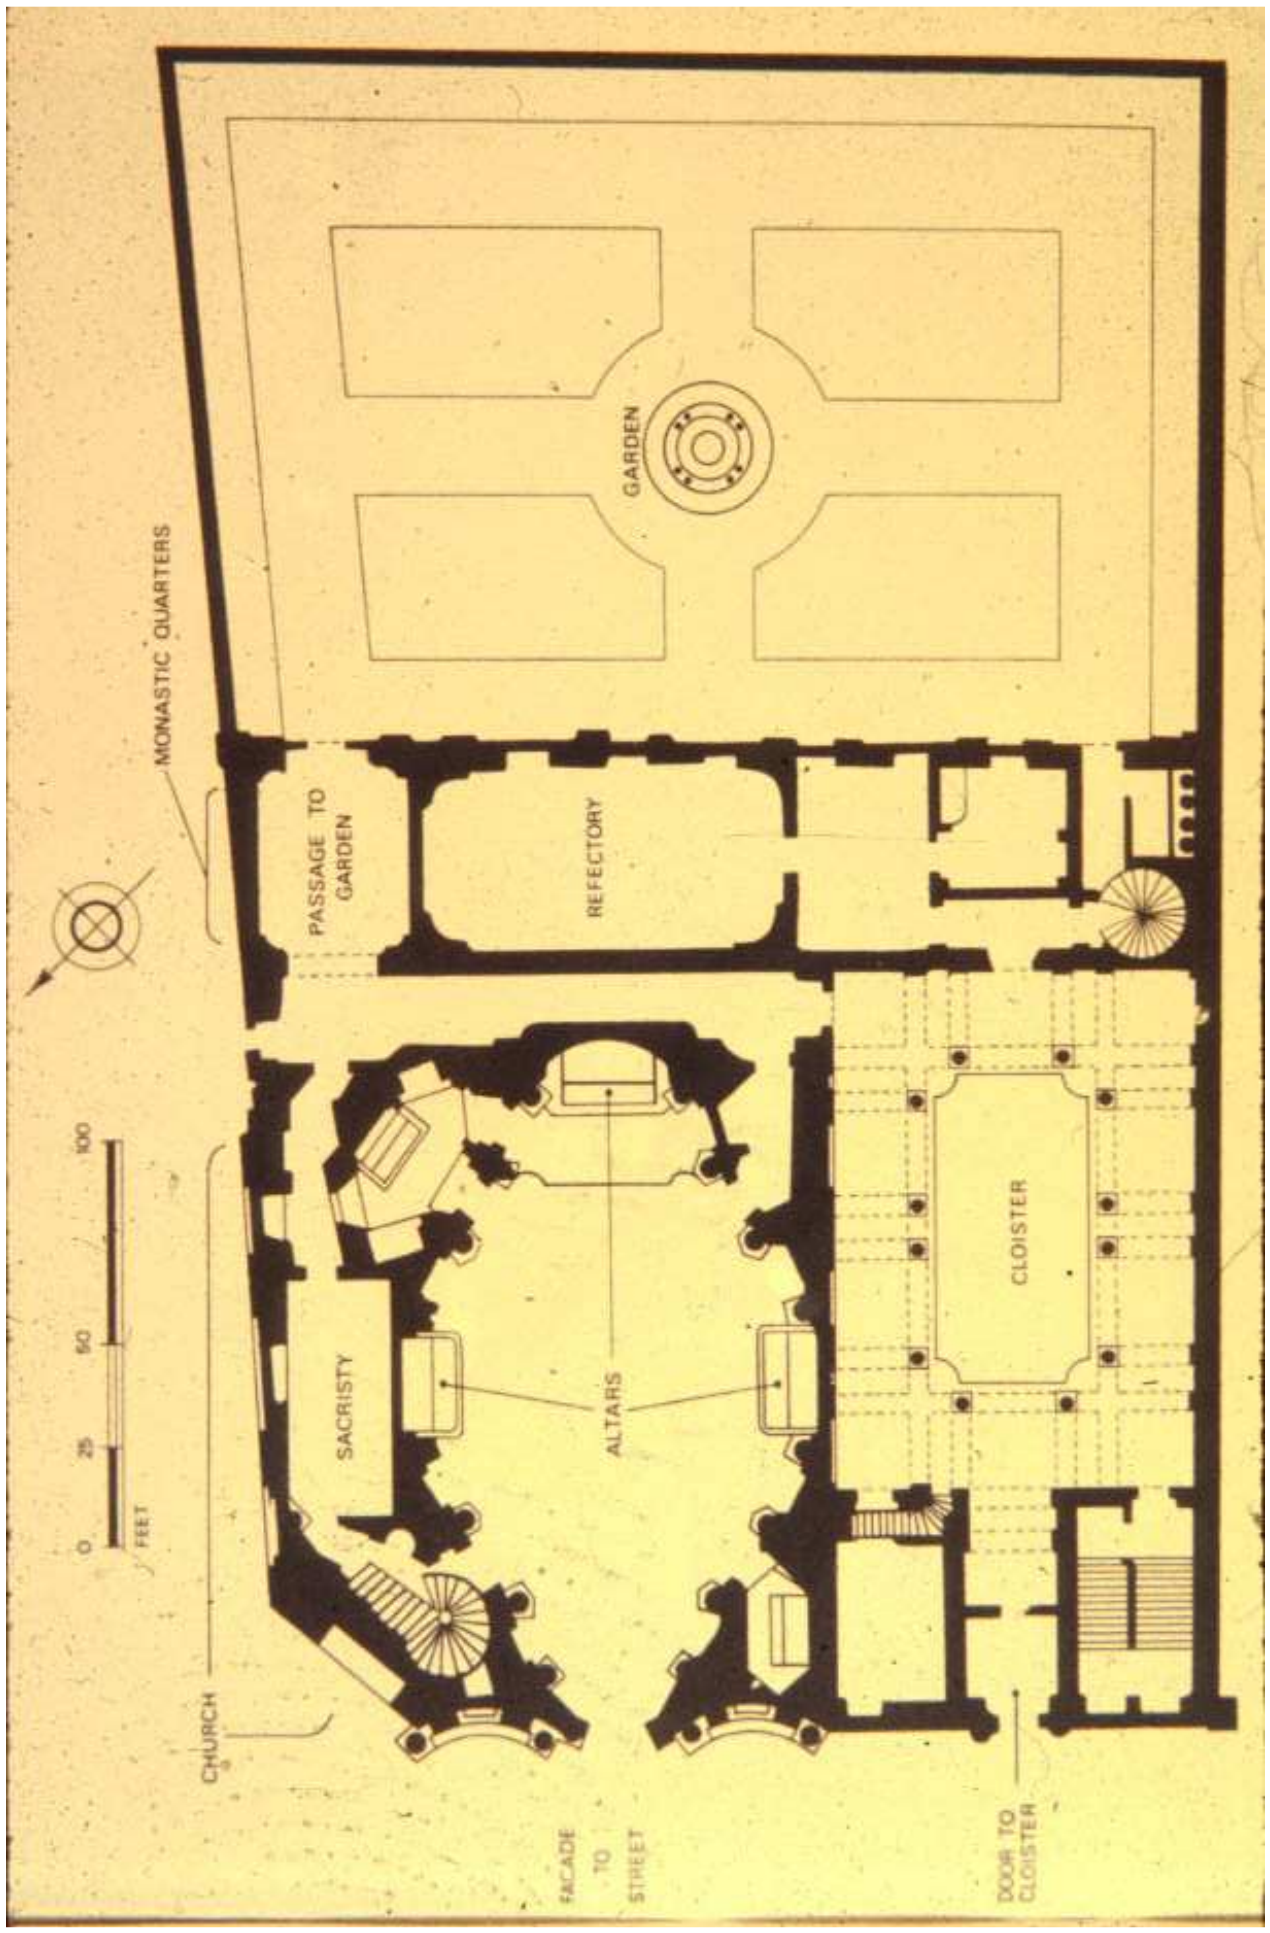 MONASTIC QUARTERS
GARDEN
PASSAGE TO
GARDEN
REFECTORY
0 25 50 100
FEET
CHURCH
SACRISTY
ALTARS
CLOISTER
FACADE
TO
STREET
DOOR TO
CLOISTER